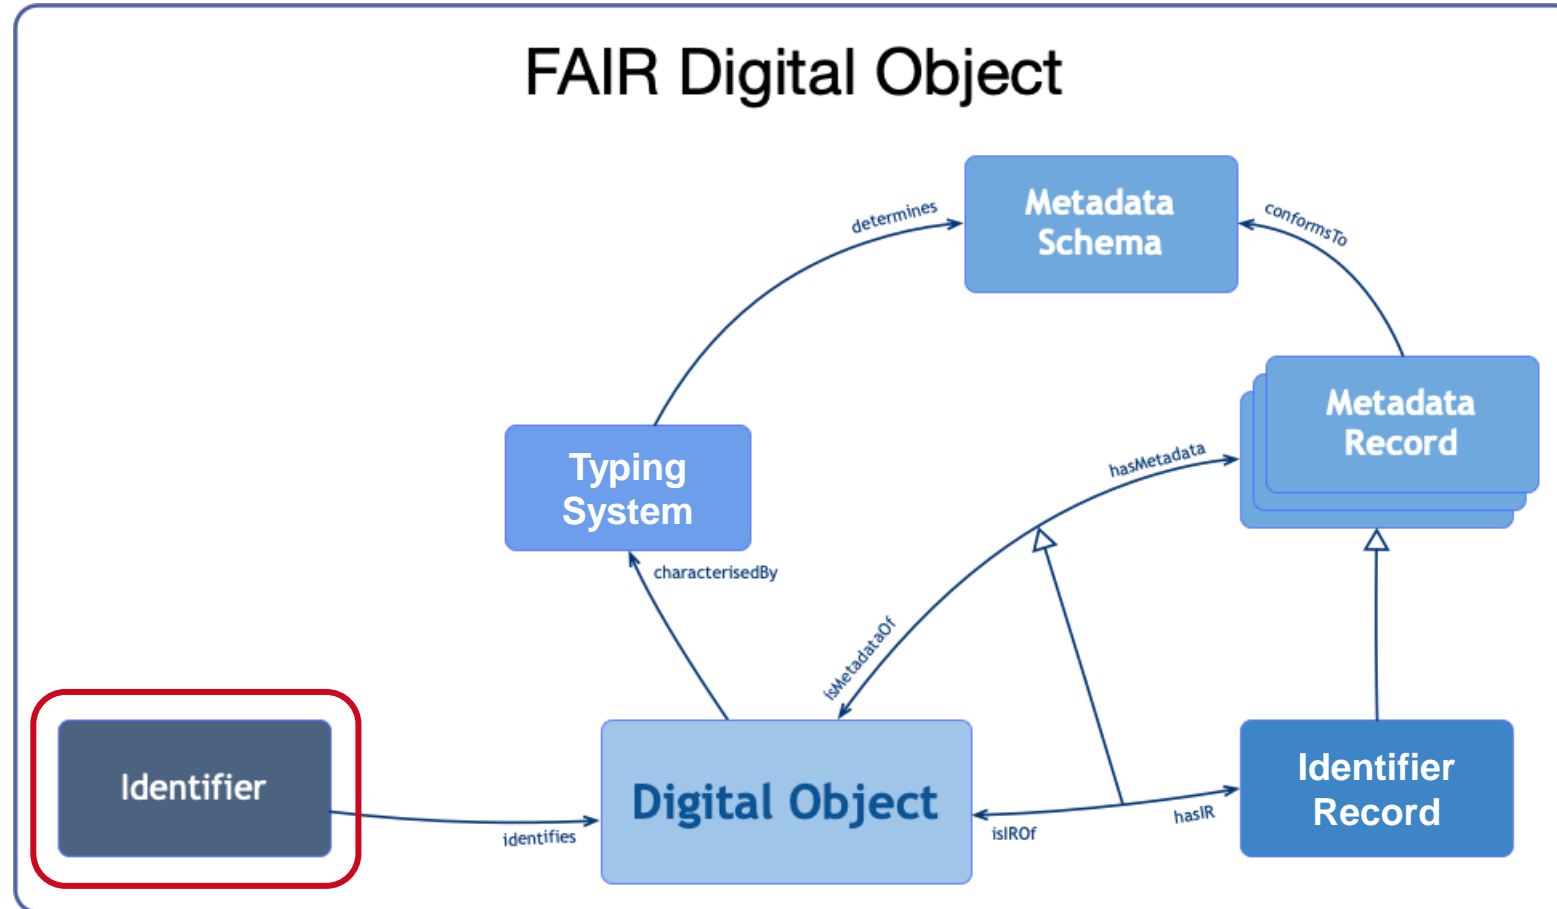 FAIR Digital Object
Metadata
Schema
determines
conformsTo
Metadata
Record
hasMetadata
Typing
System
characterisedBy
isMetadataOf
Identifier
identifies
Digital Object
isIROf
hasIR
Identifier
Record